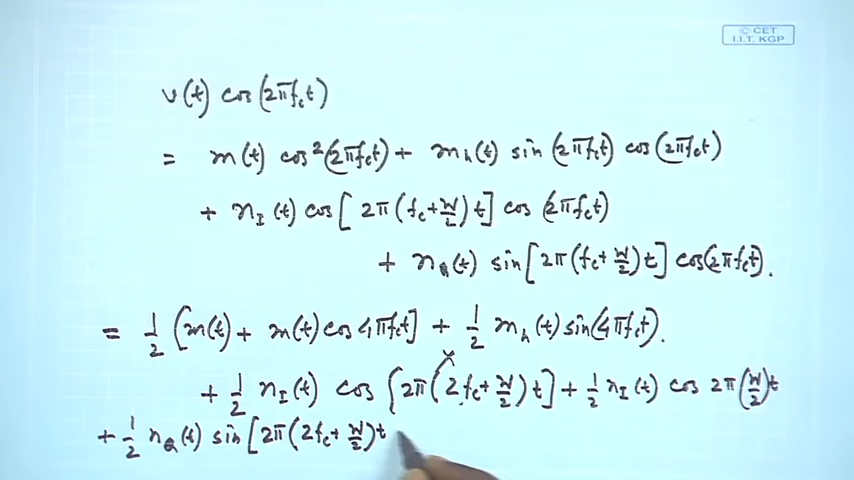 © CET
I.I.T. KGP
v(t) cos(2πf_c t)
= m(t) cos²(2πf_c t) + m_h(t) sin(2πf_c t) cos(2πf_c t)
+ n_I(t) cos[2π(f_c + W/2)t] cos(2πf_c t)
+ n_Q(t) sin[2π(f_c + W/2)t] cos(2πf_c t).
= 1/2 [m(t) + m(t) cos 4πf_c t] + 1/2 m_h(t) sin(4πf_c t).
+ 1/2 n_I(t) cos [2π(2f_c + W/2)t] + 1/2 n_I(t) cos 2π(W/2)t
+ 1/2 n_Q(t) sin[2π(2f_c + W/2)t